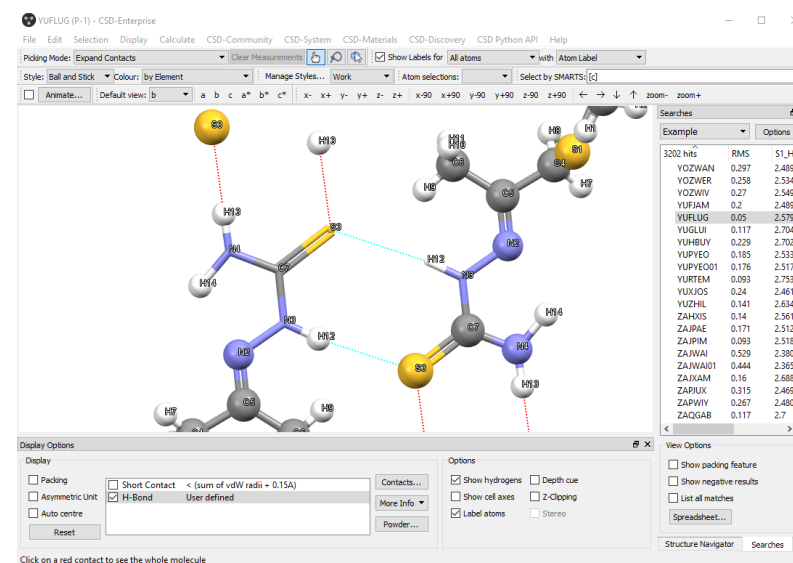 YUFLUG (P-1) - CSD-Enterprise
File Edit Selection Display Calculate CSD-Community CSD-System CSD-Materials CSD-Discovery CSD Python API Help
Picking Mode: Expand Contacts Clear Measurements Show Labels for All atoms with Atom Label
Style: Ball and Stick Colour: by Element Manage Styles... Work Atom selections: Select by SMARTS: [c]
Animate... Default view: b a b c a* b* c* x- x+ y- y+ z- z+ x-90 x+90 y-90 y+90 z-90 z+90 ← → ↓ ↑ zoom- zoom+
Searches
Example Options
3202 hits RMS S1_H
YOZWAN 0.297 2.489
YOZWER 0.258 2.534
YOZWIV 0.27 2.549
YUFJAM 0.2 2.489
YUFLUG 0.05 2.579
YUGLUI 0.117 2.704
YUHBUY 0.229 2.702
YUPYEO 0.185 2.533
YUPYEO01 0.176 2.517
YURTEM 0.093 2.753
YUXJOS 0.24 2.461
YUZHIL 0.141 2.634
ZAHXIS 0.14 2.561
ZAJPAE 0.171 2.512
ZAJPIM 0.093 2.518
ZAJWAI 0.529 2.380
ZAJWAI01 0.444 2.365
ZAJXAM 0.16 2.688
ZAPJUX 0.315 2.469
ZAPWIY 0.267 2.480
ZAQGAB 0.117 2.7
S3 H13 H11 H10 H8 H1 S1
C6 C4 H7
H9 C5
H13 S3 N2
N4 H12 N3
C7
H14 H14
N3 C7
H12 N4
N2 S3 H13
C5
H7 H9
Display Options
Display
Packing
Asymmetric Unit
Auto centre
Reset
Short Contact < (sum of vdW radii + 0.15A)
H-Bond User defined
Contacts...
More Info
Powder...
Options
Show hydrogens Depth cue
Show cell axes Z-Clipping
Label atoms Stereo
View Options
Show packing feature
Show negative results
List all matches
Spreadsheet...
Structure Navigator Searches
Click on a red contact to see the whole molecule